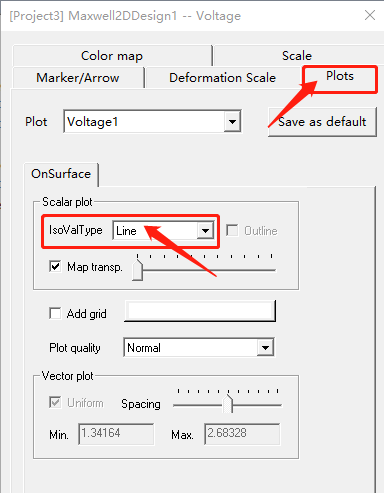 [Project3] Maxwell2DDesign1 -- Voltage
Color map Scale
Marker/Arrow Deformation Scale Plots
Plot Voltage1 Save as default
OnSurface
Scalar plot
IsoValType Line Outline
Map transp.
Add grid
Plot quality Normal
Vector plot
Uniform Spacing
Min. 1.34164 Max. 2.68328